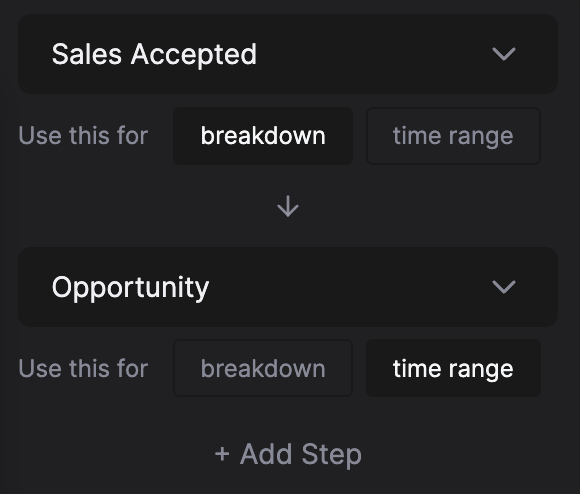 Sales Accepted
Use this for breakdown time range
Opportunity
Use this for breakdown time range
+ Add Step